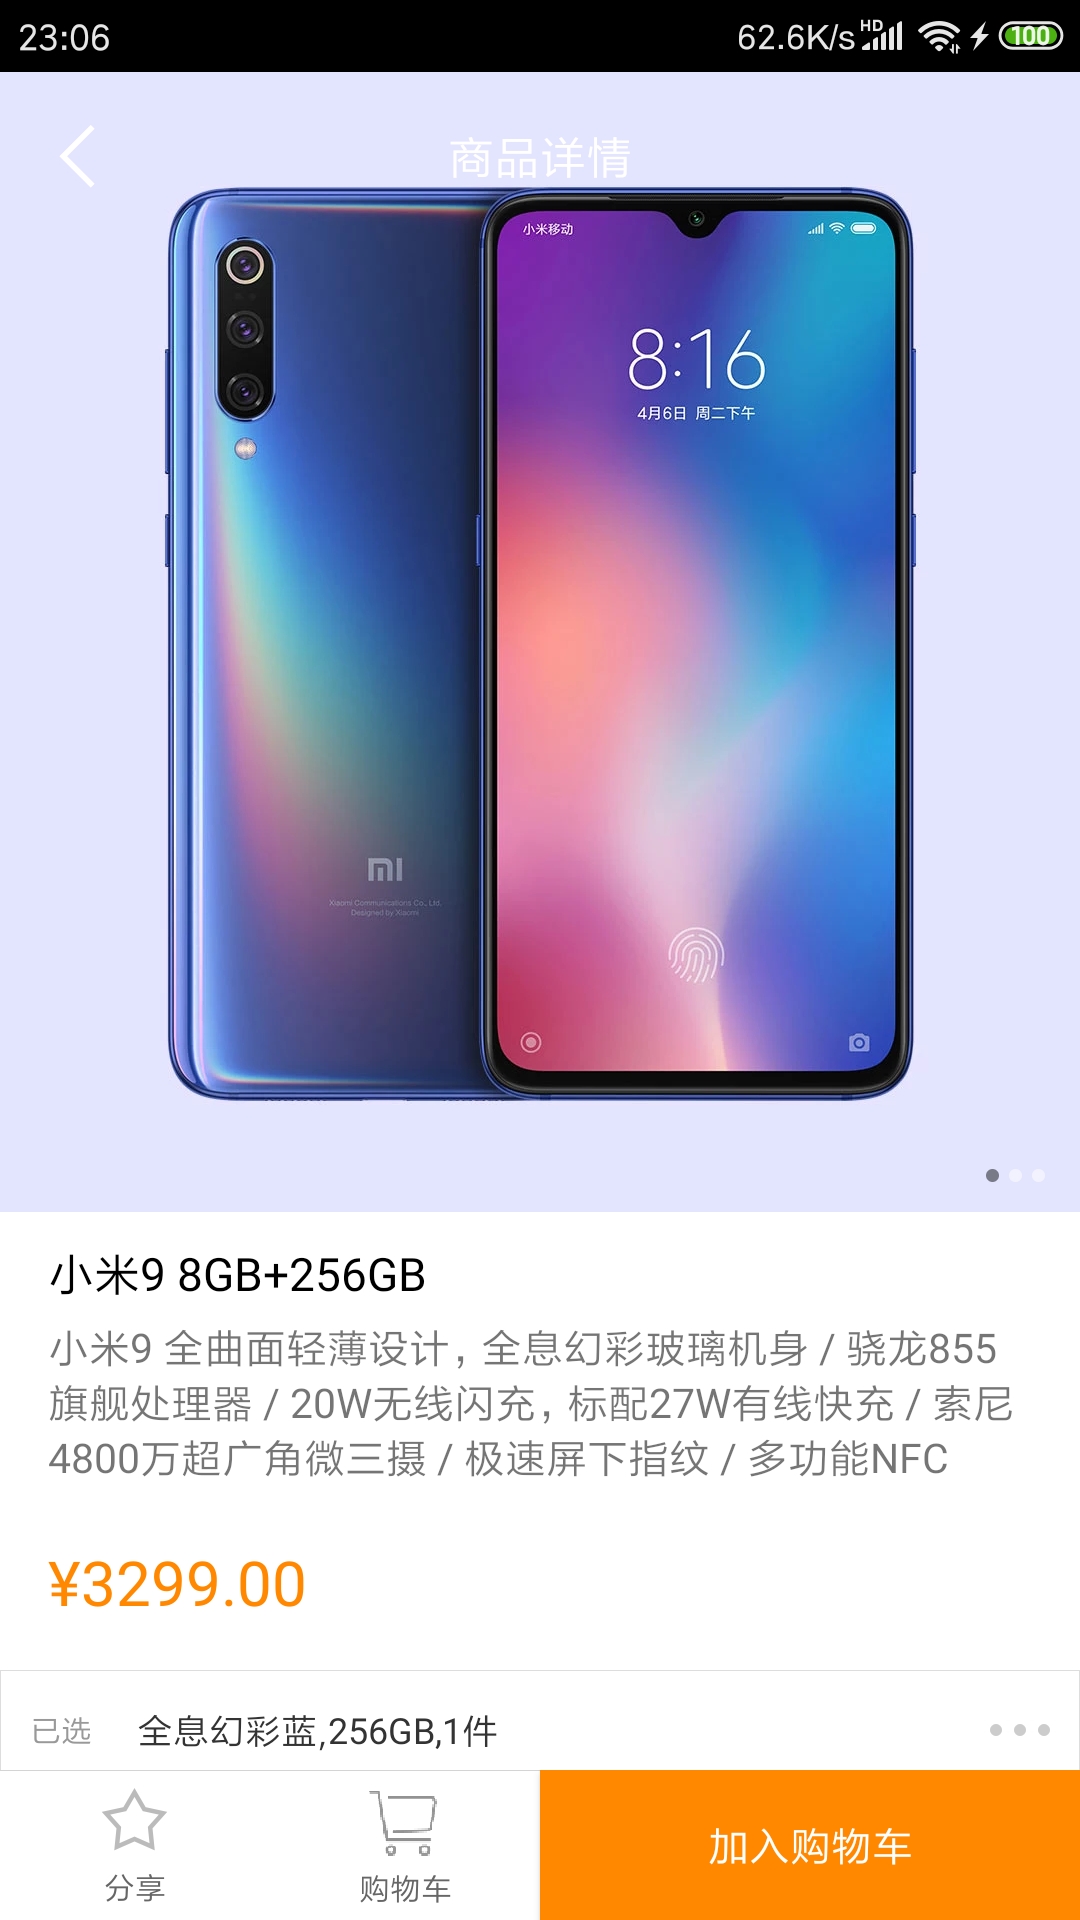 23:06
62.6K/s HD 100
商品详情
小米移动
8:16
4月6日 周二下午
MI
Xiaomi Communications Co., Ltd.
Designed by Xiaomi
小米9 8GB+256GB
小米9 全曲面轻薄设计，全息幻彩玻璃机身 / 骁龙855
旗舰处理器 / 20W无线闪充，标配27W有线快充 / 索尼
4800万超广角微三摄 / 极速屏下指纹 / 多功能NFC
¥3299.00
已选 全息幻彩蓝,256GB,1件
分享 购物车 加入购物车